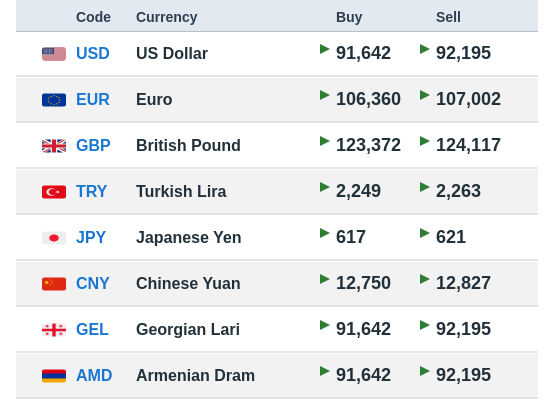 Code Currency Buy Sell
USD US Dollar 91,642 92,195
EUR Euro 106,360 107,002
GBP British Pound 123,372 124,117
TRY Turkish Lira 2,249 2,263
JPY Japanese Yen 617 621
CNY Chinese Yuan 12,750 12,827
GEL Georgian Lari 91,642 92,195
AMD Armenian Dram 91,642 92,195